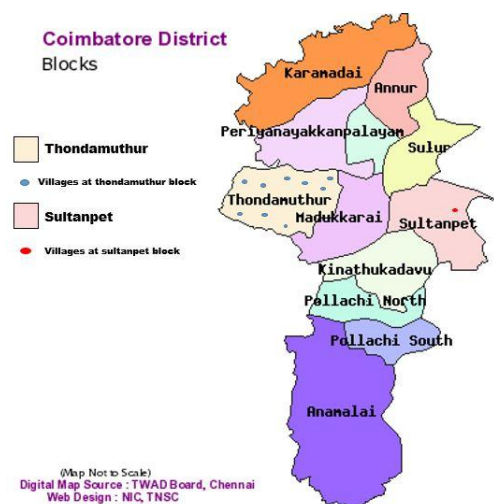 Coimbatore District
Blocks
Karamadai
Annur
Periyanayakkanpalayam
Sulur
Thondamuthur
Villages at thondamuthur block
Thondamuthur
Madukkarai
Sultanpet
Sultanpet
Villages at sultanpet block
Kinathukadavu
Pollachi North
Pollachi South
Anamalai
(Map Not to Scale)
Digital Map Source : TWAD Board, Chennai
Web Design : NIC, TNSC